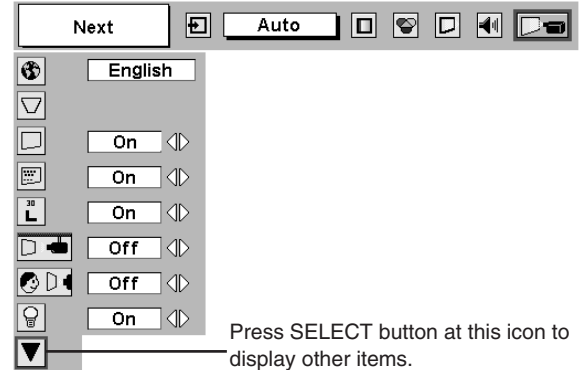 Next
Auto
English
On
On
30
L
On
Off
Off
On
Press SELECT button at this icon to
display other items.